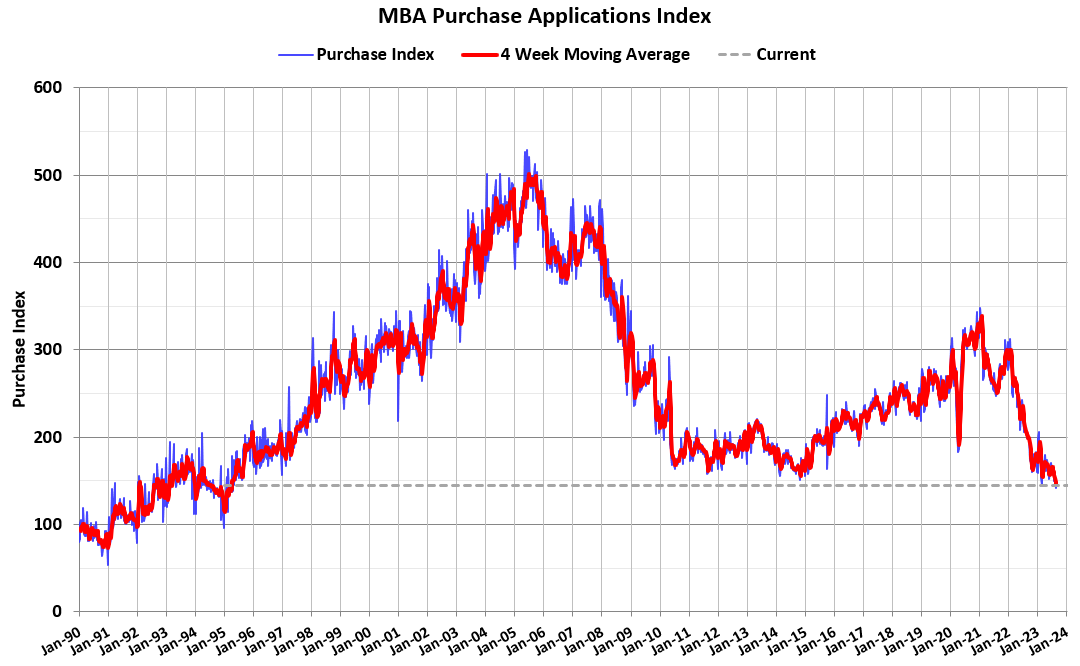 MBA Purchase Applications Index
Purchase Index 4 Week Moving Average Current
600
500
400
300
200
100
0
Purchase Index
Jan-90 Jan-91 Jan-92 Jan-93 Jan-94 Jan-95 Jan-96 Jan-97 Jan-98 Jan-99 Jan-00 Jan-01 Jan-02 Jan-03 Jan-04 Jan-05 Jan-06 Jan-07 Jan-08 Jan-09 Jan-10 Jan-11 Jan-12 Jan-13 Jan-14 Jan-15 Jan-16 Jan-17 Jan-18 Jan-19 Jan-20 Jan-21 Jan-22 Jan-23 Jan-24